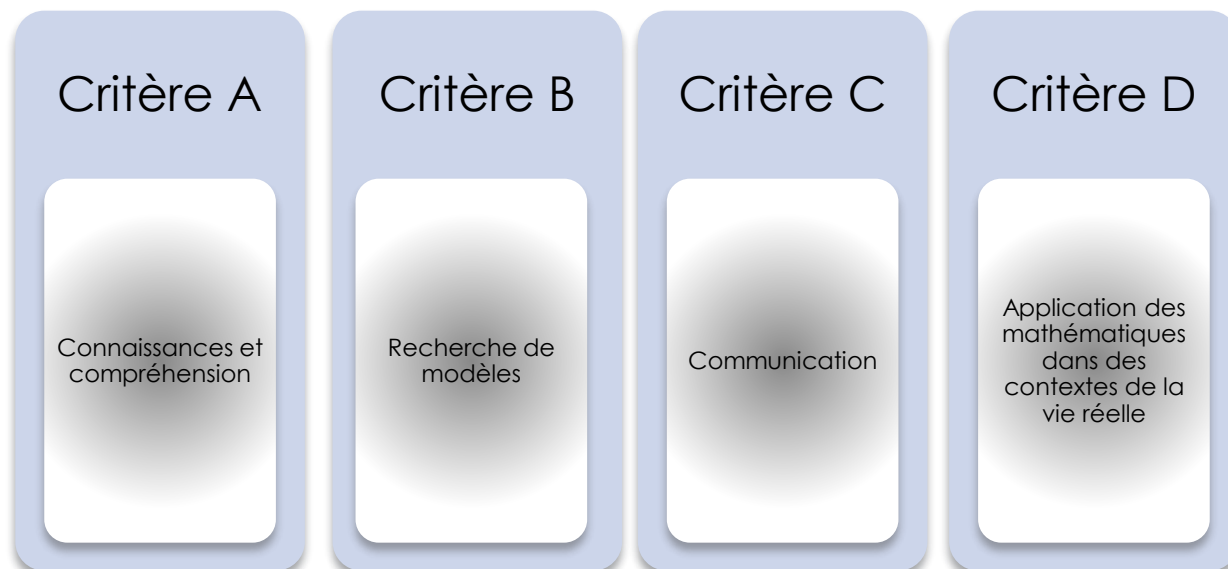 Critère A
Connaissances et
compréhension
Critère B
Recherche de
modèles
Critère C
Communication
Critère D
Application des
mathématiques
dans des
contextes de la
vie réelle